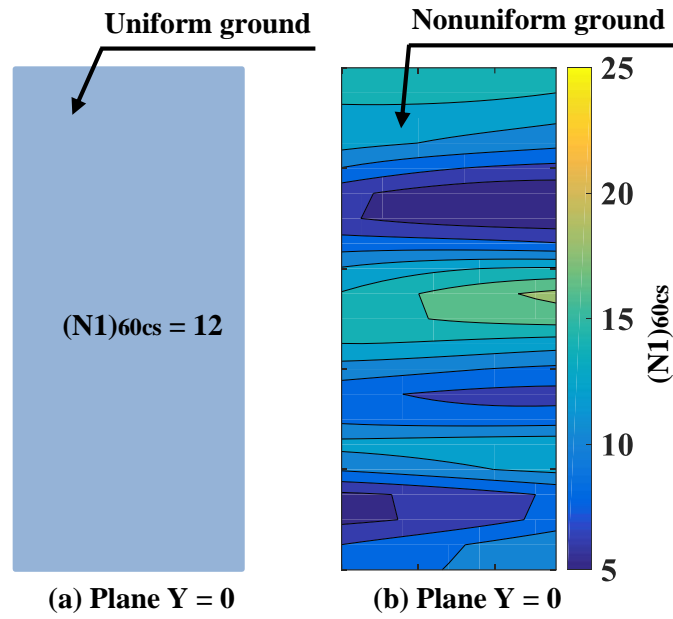 Uniform ground
Nonuniform ground
(N1)60cs = 12
25
20
15
10
5
(N1)60cs
(a) Plane Y = 0
(b) Plane Y = 0